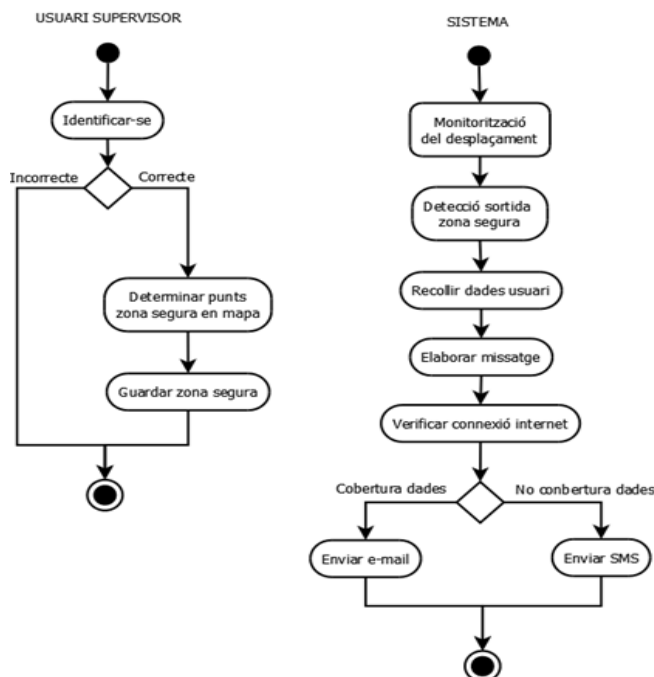 USUARI SUPERVISOR
Identificar-se
Incorrecte
Correcte
Determinar punts
zona segura en mapa
Guardar zona segura
SISTEMA
Monitorització
del desplaçament
Detecció sortida
zona segura
Recollir dades usuari
Elaborar missatge
Verificar connexió internet
Cobertura dades
No conbertura dades
Enviar e-mail
Enviar SMS